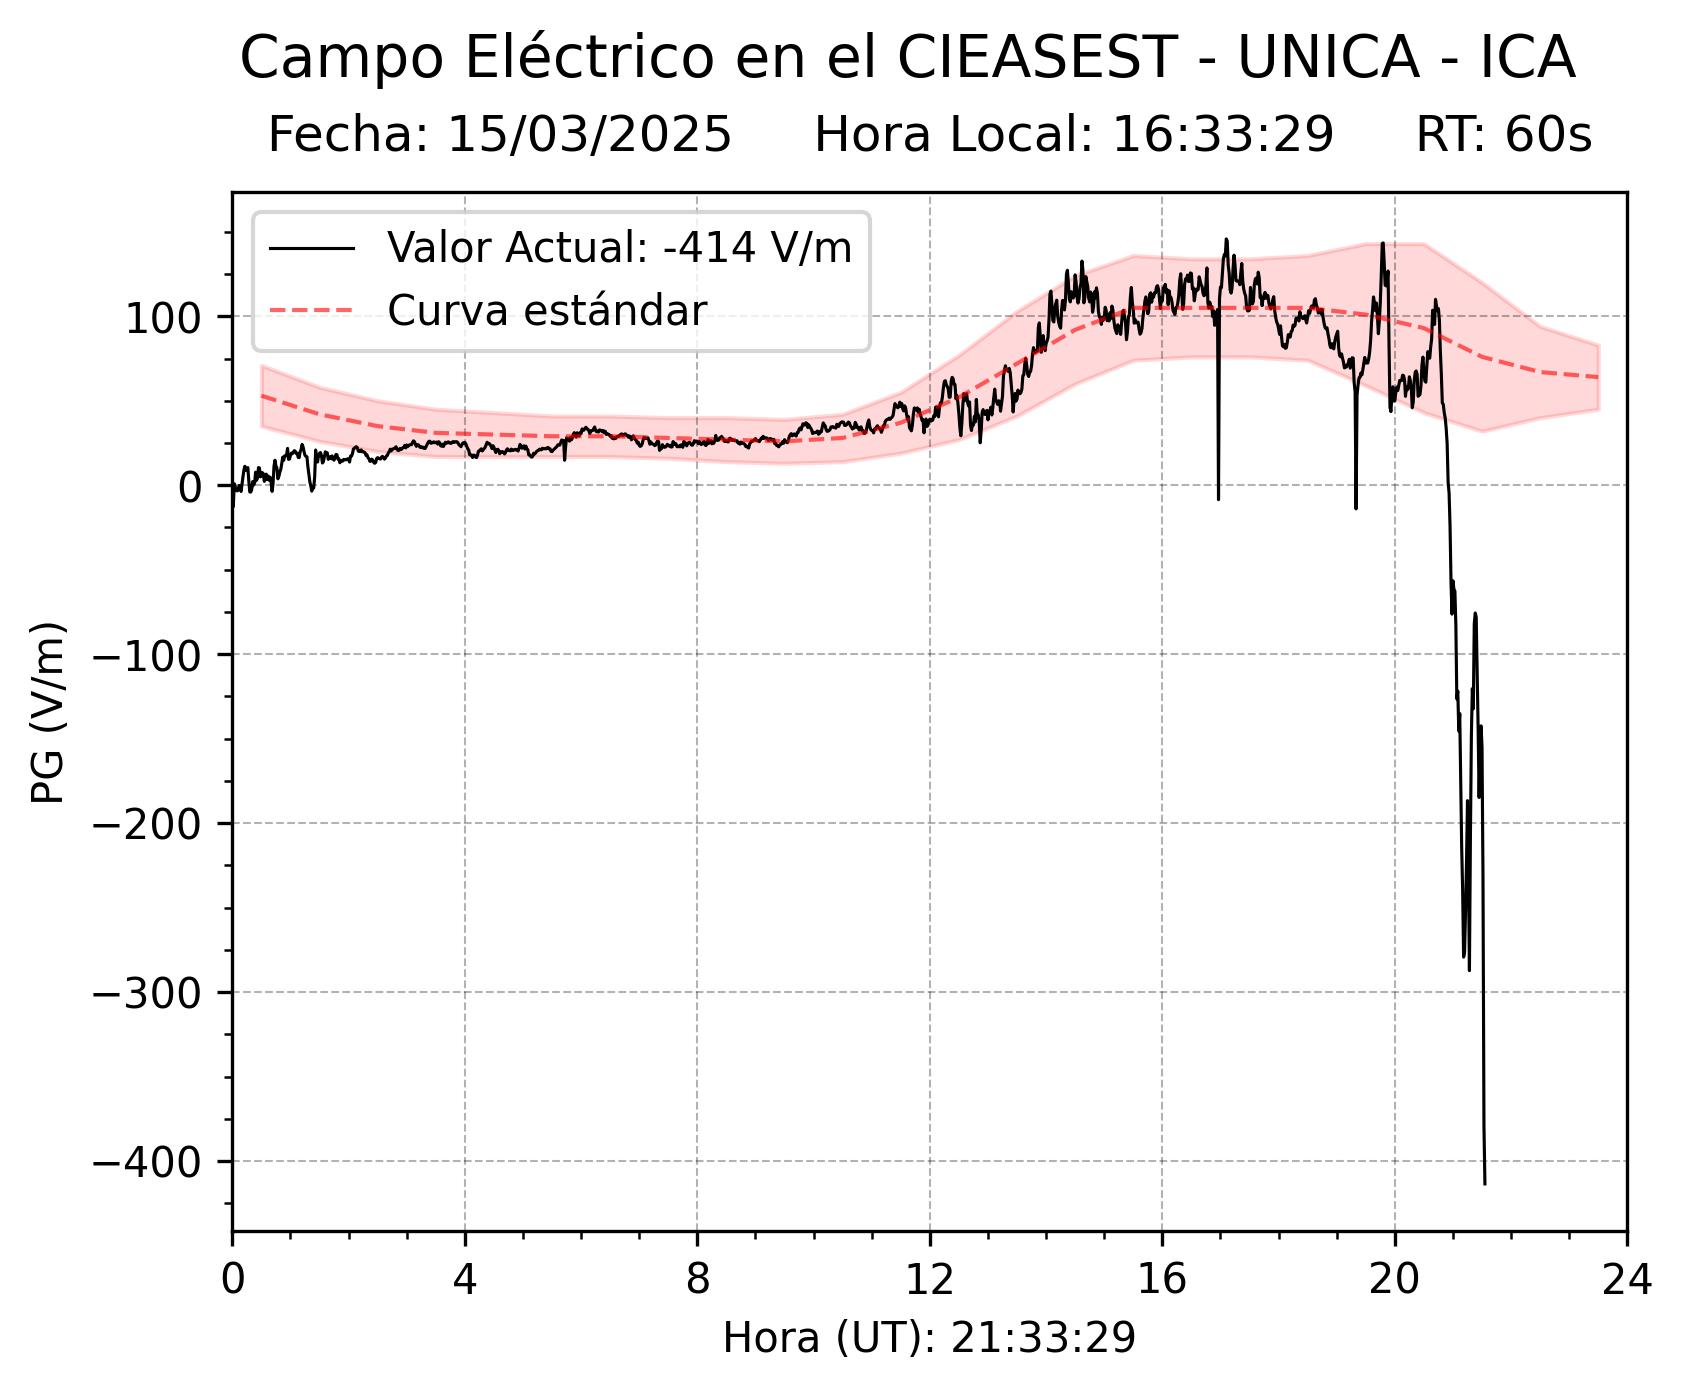 Campo Eléctrico en el CIEASEST - UNICA - ICA
Fecha: 15/03/2025 Hora Local: 16:33:29 RT: 60s
Valor Actual: -414 V/m
Curva estándar
PG (V/m)
100
0
−100
−200
−300
−400
0 4 8 12 16 20 24
Hora (UT): 21:33:29